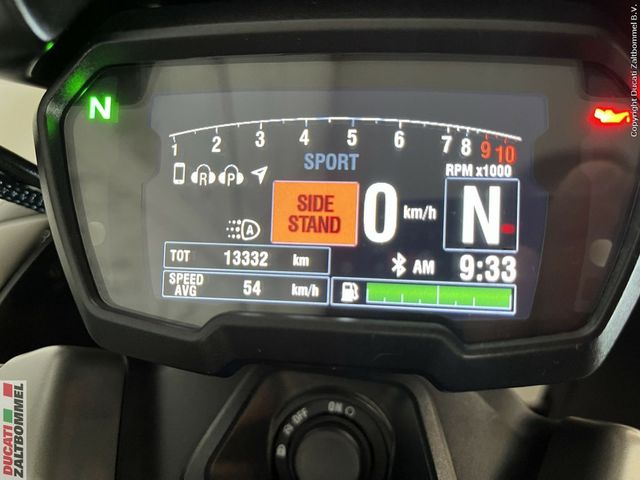 Copyright Ducati Zaltbommel B.V.
N
1 2 3 4 5 6 7 8 9 10
SPORT
RPM x1000
R P
SIDE
STAND
0 km/h
N
A
TOT 13332 km
AM 9:33
SPEED
AVG 54 km/h
OFF ON
DUCATI
ZALTBOMMEL